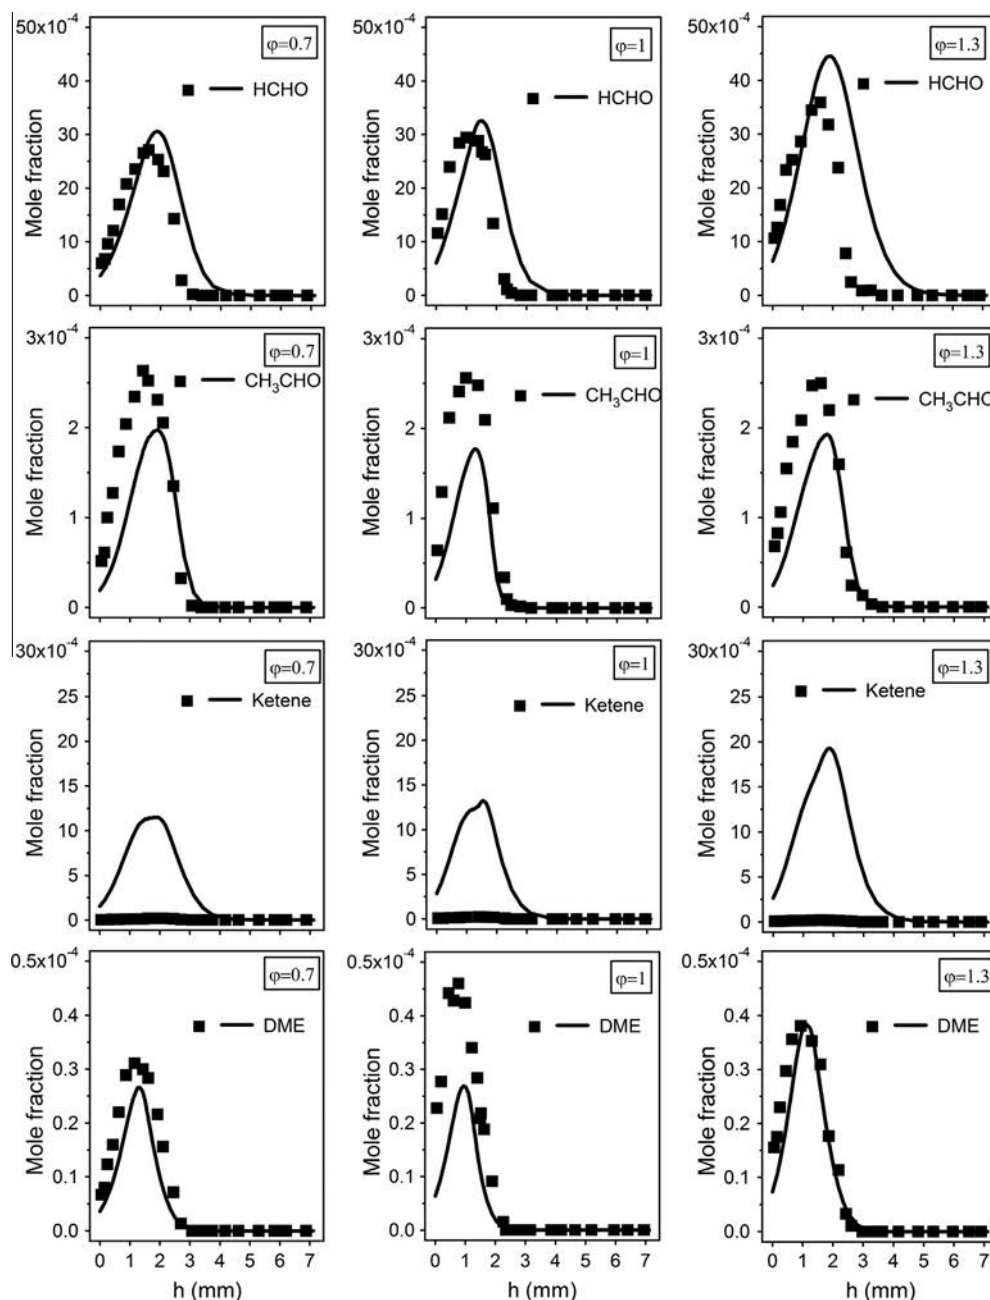 50x10⁻⁴
φ=0.7
HCHO
40
30
20
10
0
Mole fraction
50x10⁻⁴
φ=1
HCHO
40
30
20
10
0
Mole fraction
50x10⁻⁴
φ=1.3
HCHO
40
30
20
10
0
Mole fraction
3x10⁻⁴
φ=0.7
CH₃CHO
2
1
0
Mole fraction
3x10⁻⁴
φ=1
CH₃CHO
2
1
0
Mole fraction
3x10⁻⁴
φ=1.3
CH₃CHO
2
1
0
Mole fraction
30x10⁻⁴
φ=0.7
Ketene
25
20
15
10
5
0
Mole fraction
30x10⁻⁴
φ=1
Ketene
25
20
15
10
5
0
Mole fraction
30x10⁻⁴
φ=1.3
Ketene
25
20
15
10
5
0
Mole fraction
0.5x10⁻⁴
φ=0.7
DME
0.4
0.3
0.2
0.1
0.0
Mole fraction
0 1 2 3 4 5 6 7
h (mm)
0.5x10⁻⁴
φ=1
DME
0.4
0.3
0.2
0.1
0.0
Mole fraction
0 1 2 3 4 5 6 7
h (mm)
0.5x10⁻⁴
φ=1.3
DME
0.4
0.3
0.2
0.1
0.0
Mole fraction
0 1 2 3 4 5 6 7
h (mm)